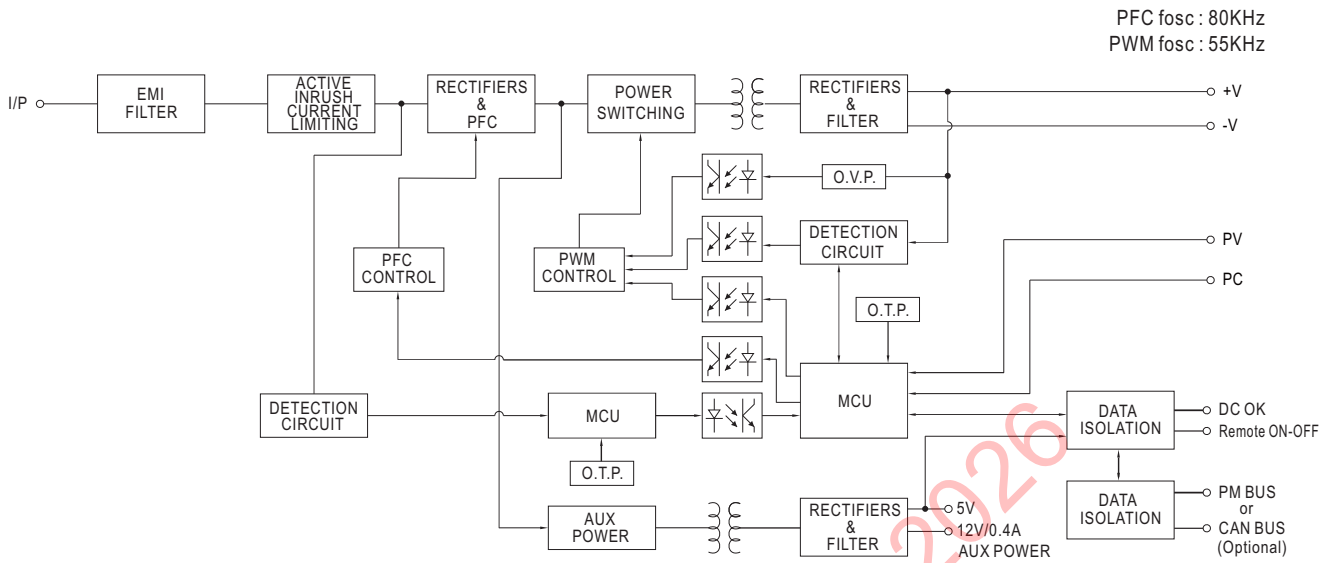 PFC fosc : 80KHz
PWM fosc : 55KHz
I/P
EMI
FILTER
ACTIVE
INRUSH
CURRENT
LIMITING
RECTIFIERS
&
PFC
POWER
SWITCHING
RECTIFIERS
&
FILTER
+V
-V
O.V.P.
DETECTION
CIRCUIT
PFC
CONTROL
PWM
CONTROL
PV
PC
O.T.P.
MCU
DETECTION
CIRCUIT
MCU
O.T.P.
DATA
ISOLATION
DC OK
Remote ON-OFF
DATA
ISOLATION
PM BUS
or
CAN BUS
(Optional)
AUX
POWER
RECTIFIERS
&
FILTER
5V
12V/0.4A
AUX POWER
2026